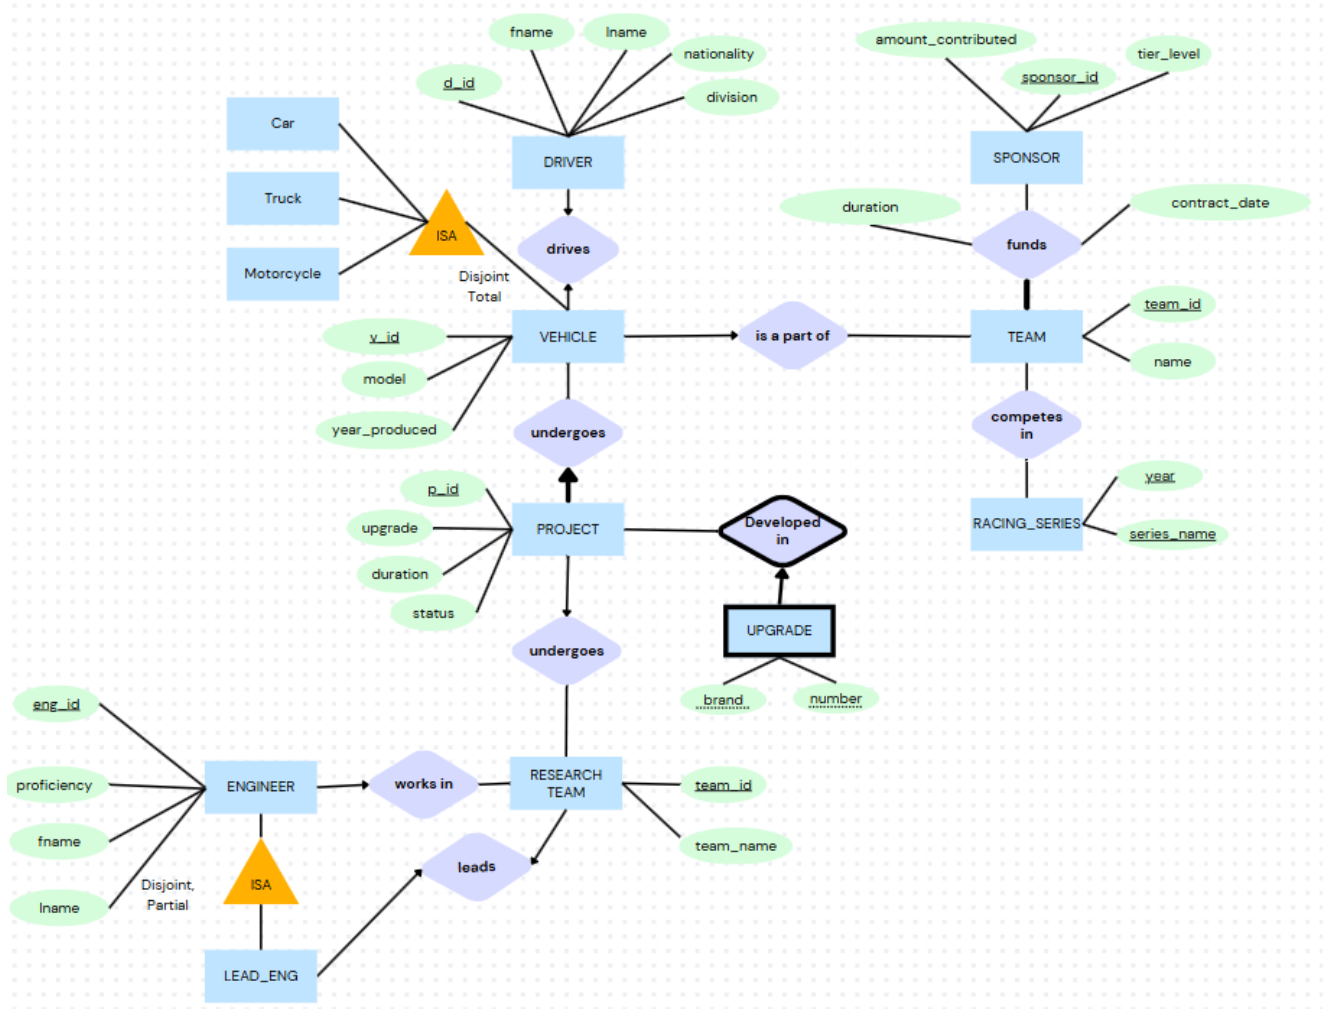 fname
lname
nationality
d_id
division
amount_contributed
tier_level
sponsor_id
Car
DRIVER
SPONSOR
Truck
duration
contract_date
ISA
drives
funds
Motorcycle
Disjoint
Total
team_id
v_id
VEHICLE
is a part of
TEAM
name
model
year_produced
undergoes
competes
in
p_id
year
upgrade
PROJECT
Developed
in
RACING_SERIES
series_name
duration
status
UPGRADE
undergoes
brand
number
eng_id
proficiency
ENGINEER
works in
RESEARCH
TEAM
team_id
fname
team_name
leads
ISA
Disjoint,
Partial
lname
LEAD_ENG